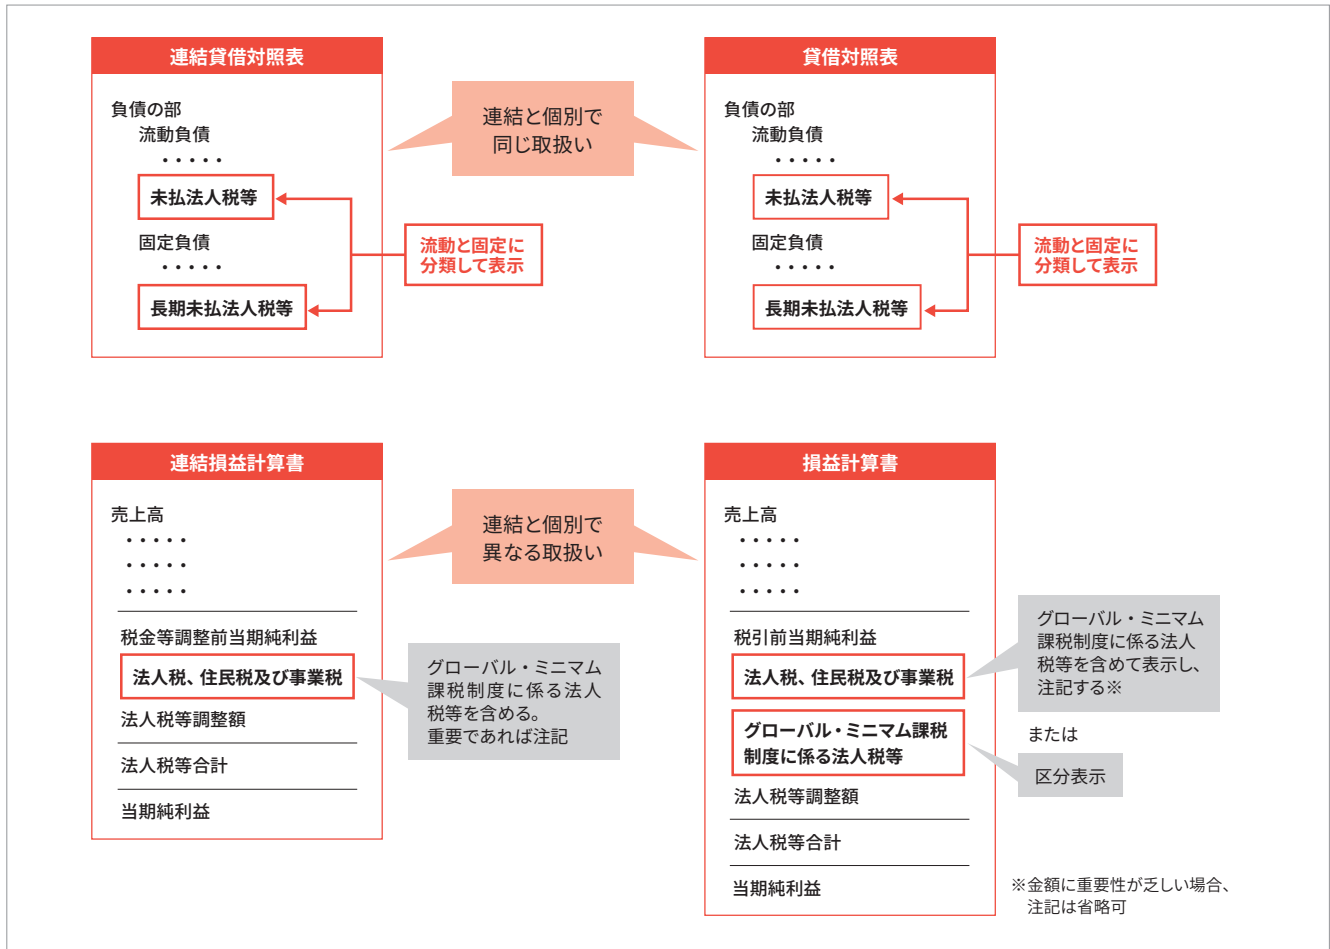 連結貸借対照表
負債の部
流動負債
・・・・・
未払法人税等
固定負債
・・・・・
長期未払法人税等
流動と固定に
分類して表示
連結と個別で
同じ取扱い
貸借対照表
負債の部
流動負債
・・・・・
未払法人税等
固定負債
・・・・・
長期未払法人税等
流動と固定に
分類して表示
連結損益計算書
売上高
・・・・・
・・・・・
・・・・・
税金等調整前当期純利益
法人税、住民税及び事業税
法人税等調整額
法人税等合計
当期純利益
グローバル・ミニマム
課税制度に係る法人
税等を含める。
重要であれば注記
連結と個別で
異なる取扱い
損益計算書
売上高
・・・・・
・・・・・
・・・・・
税引前当期純利益
法人税、住民税及び事業税
グローバル・ミニマム課税
制度に係る法人税等
法人税等調整額
法人税等合計
当期純利益
グローバル・ミニマム
課税制度に係る法人
税等を含めて表示し、
注記する※
または
区分表示
※金額に重要性が乏しい場合、
注記は省略可